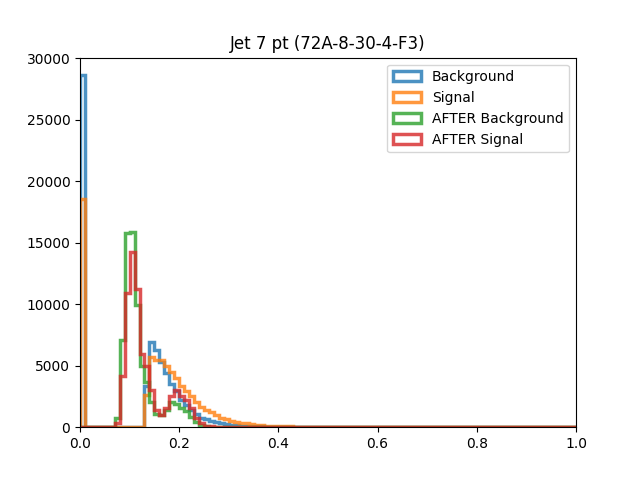 Jet 7 pt (72A-8-30-4-F3)
30000
25000
20000
15000
10000
5000
0
0.0 0.2 0.4 0.6 0.8 1.0
Background
Signal
AFTER Background
AFTER Signal